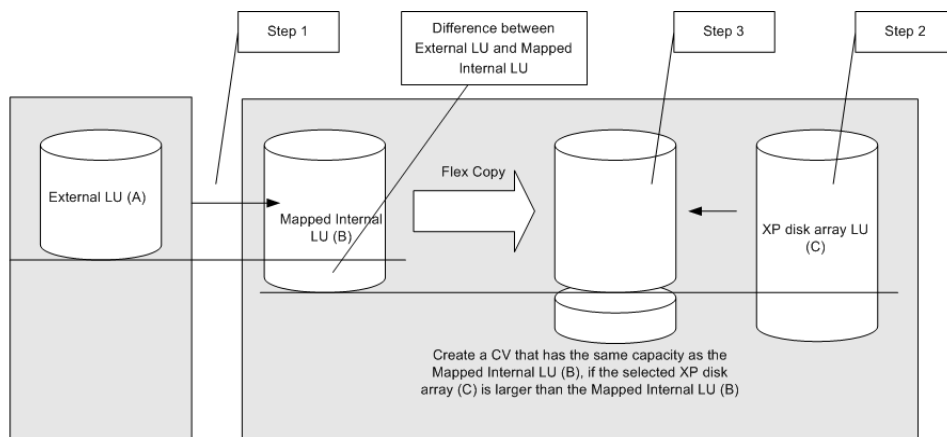 Step 1
Difference between
External LU and Mapped
Internal LU
Step 3
Step 2
External LU (A)
Mapped Internal
LU (B)
Flex Copy
XP disk array LU
(C)
Create a CV that has the same capacity as the
Mapped Internal LU (B), if the selected XP disk
array (C) is larger than the Mapped Internal LU (B)